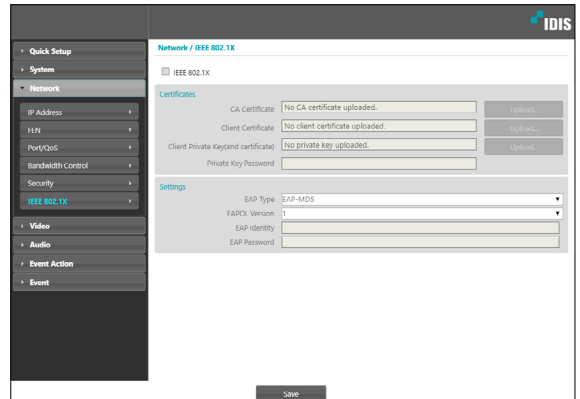 IDIS
Quick Setup
System
Network
IP Address
FEN
Port/QoS
Bandwidth Control
Security
IEEE 802.1X
Video
Audio
Event Action
Event
Network / IEEE 802.1X
IEEE 802.1X
Certificates
CA Certificate No CA certificate uploaded. Upload...
Client Certificate No client certificate uploaded. Upload...
Client Private Key(and certificate) No private key uploaded. Upload...
Private Key Password
Settings
EAP Type EAP-MD5
EAPOL Version 1
EAP Identity
EAP Password
Save